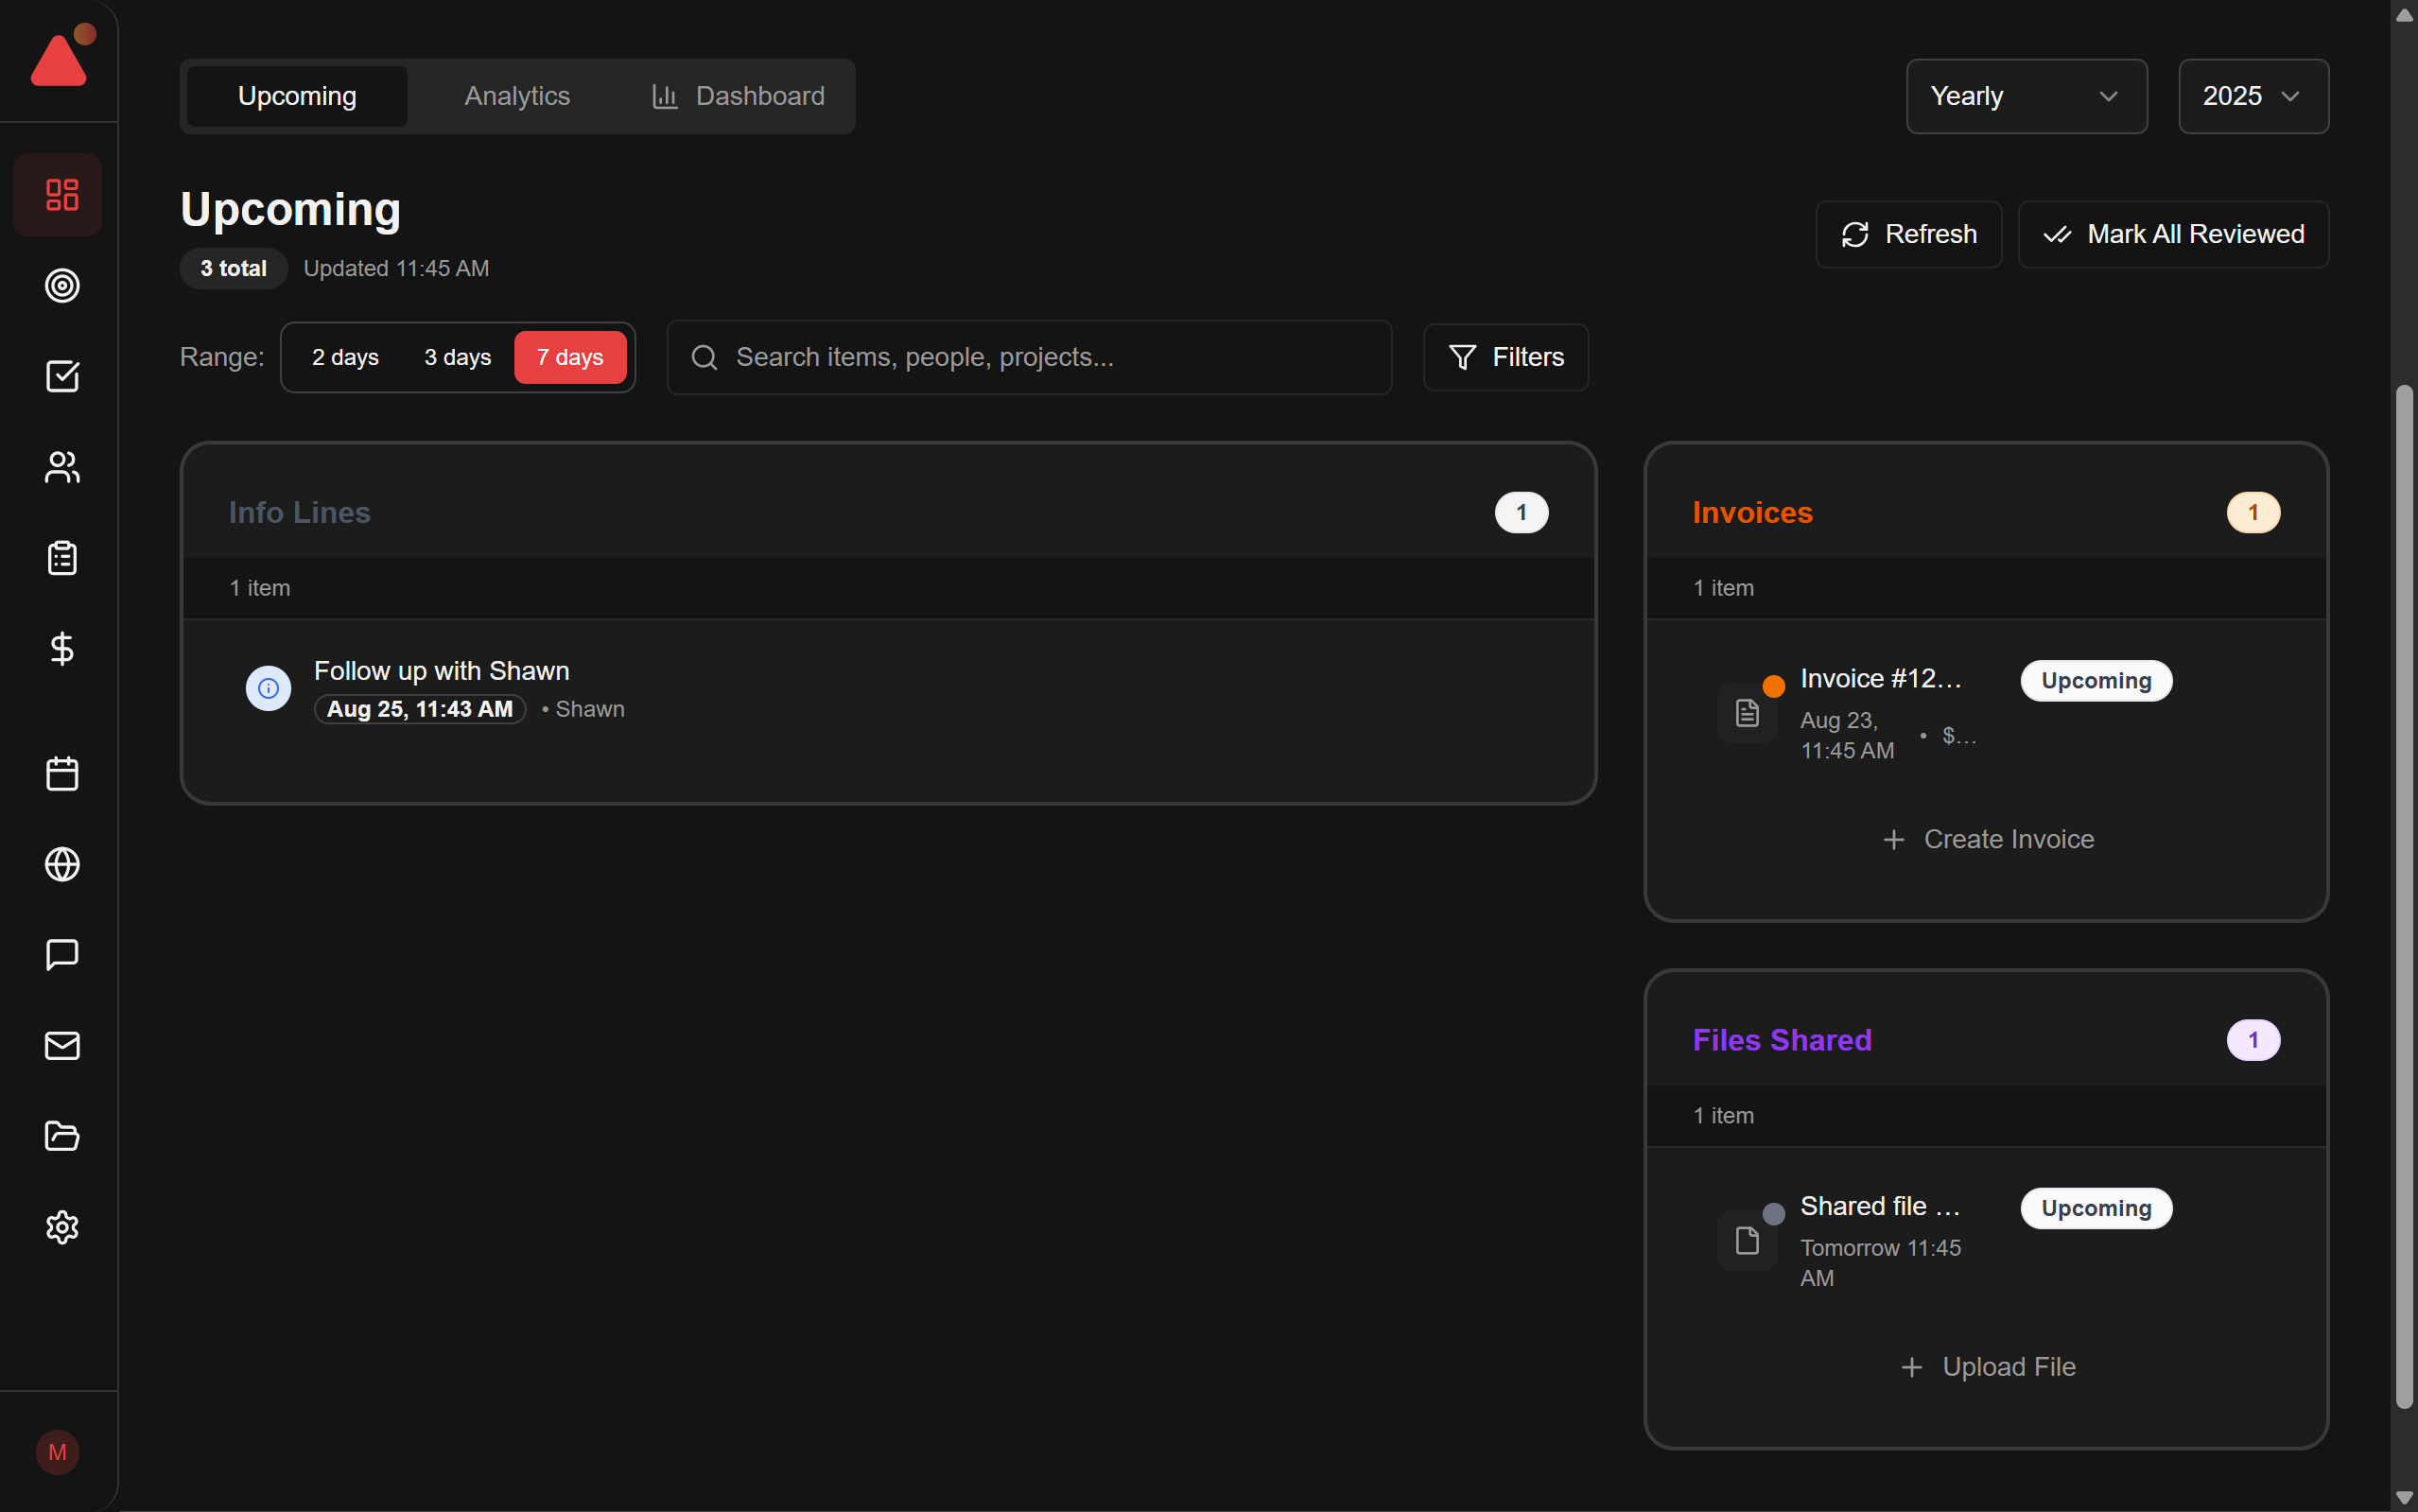 Upcoming
Analytics
Dashboard
Yearly
2025
Upcoming
3 total
Updated 11:45 AM
Refresh
Mark All Reviewed
Range:
2 days
3 days
7 days
Search items, people, projects...
Filters
Info Lines
1
1 item
Follow up with Shawn
Aug 25, 11:43 AM
• Shawn
Invoices
1
1 item
Invoice #12...
Upcoming
Aug 23,
11:45 AM
• $...
Create Invoice
Files Shared
1
1 item
Shared file ...
Upcoming
Tomorrow 11:45
AM
Upload File
M